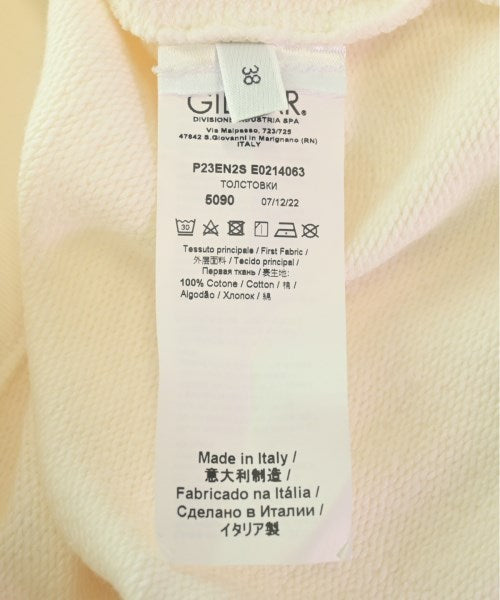 38
DIVISIONE INDUSTRIA SPA
Via Malpasso, 723/725
47842 S.Giovanni in Marignano (RN)
ITALY
P23EN2S E0214063
ТОЛСТОВКИ
5090 07/12/22
30
Tessuto principale / First Fabric /
外層面料 / Tecido principal /
Первая ткань / 裹生地:
100% Cotone / Cotton / 棉 /
Algodão / Хлопок / 綿
Made in Italy /
意大利制造 /
Fabricado na Itália /
Сделано в Италии /
イタリア製